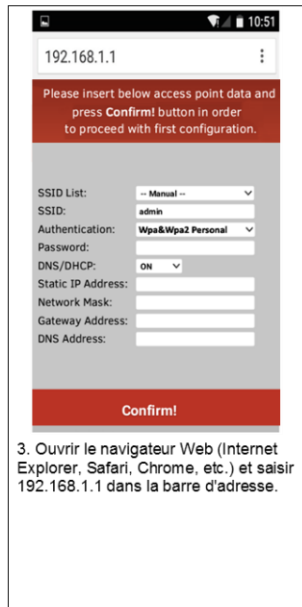 10:51
192.168.1.1
Please insert below access point data and
press Confirm! button in order
to proceed with first configuration.
SSID List: -- Manual --
SSID: admin
Authentication: Wpa&Wpa2 Personal
Password:
DNS/DHCP: ON
Static IP Address:
Network Mask:
Gateway Address:
DNS Address:
Confirm!
3. Ouvrir le navigateur Web (Internet
Explorer, Safari, Chrome, etc.) et saisir
192.168.1.1 dans la barre d'adresse.